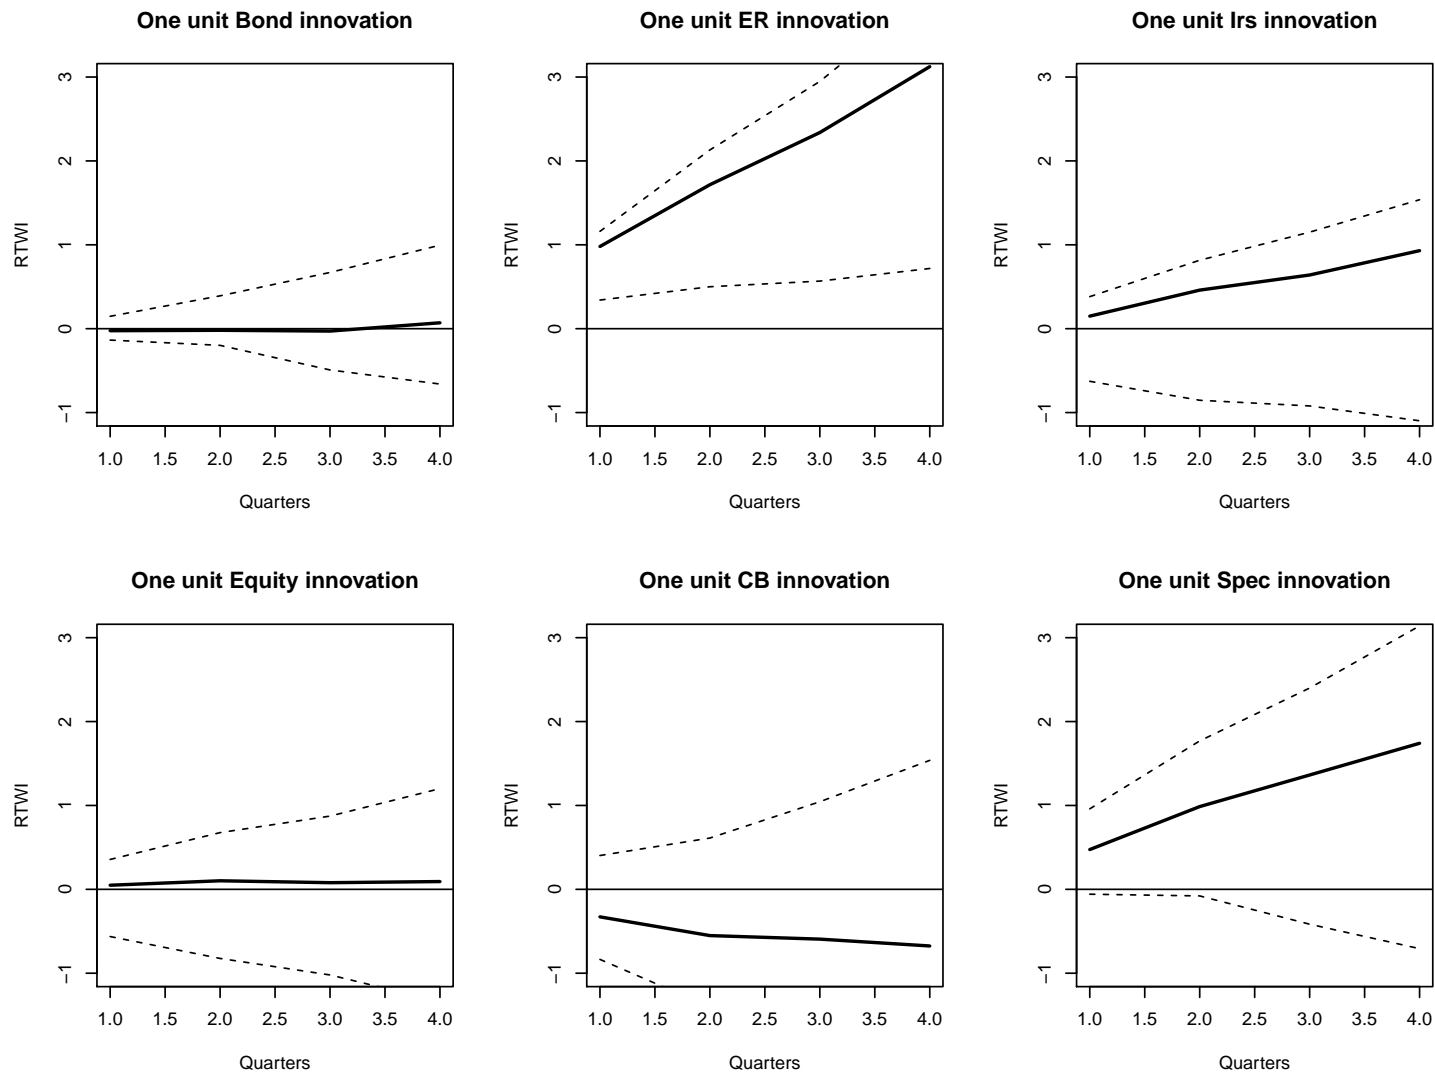 One unit Bond innovation
RTWI
3
2
1
0
−1
1.0 1.5 2.0 2.5 3.0 3.5 4.0
Quarters
One unit ER innovation
RTWI
3
2
1
0
−1
1.0 1.5 2.0 2.5 3.0 3.5 4.0
Quarters
One unit Irs innovation
RTWI
3
2
1
0
−1
1.0 1.5 2.0 2.5 3.0 3.5 4.0
Quarters
One unit Equity innovation
RTWI
3
2
1
0
−1
1.0 1.5 2.0 2.5 3.0 3.5 4.0
Quarters
One unit CB innovation
RTWI
3
2
1
0
−1
1.0 1.5 2.0 2.5 3.0 3.5 4.0
Quarters
One unit Spec innovation
RTWI
3
2
1
0
−1
1.0 1.5 2.0 2.5 3.0 3.5 4.0
Quarters